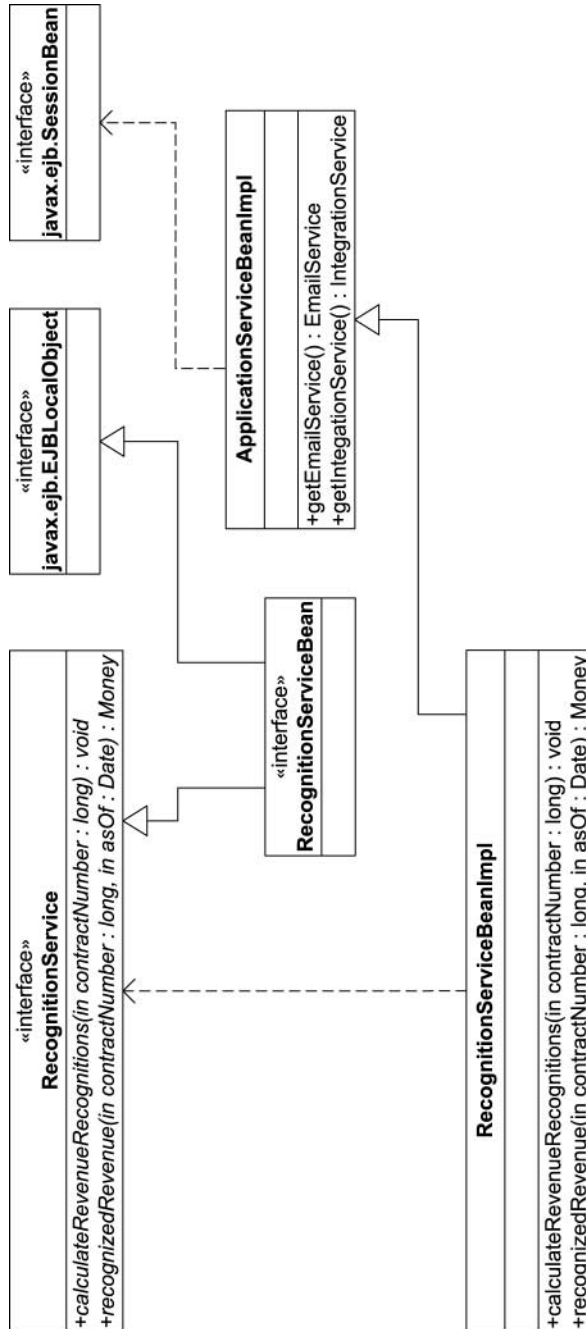 «interface»
RecognitionService
+calculateRevenueRecognitions(in contractNumber : long) : void
+recognizedRevenue(in contractNumber : long, in asOf : Date) : Money
«interface»
javax.ejb.EJBLocalObject
«interface»
javax.ejb.SessionBean
«interface»
RecognitionServiceBean
ApplicationServiceBeanImpl
+getEmailService() : EmailService
+getIntegationService() : IntegrationService
RecognitionServiceBeanImpl
+calculateRevenueRecognitions(in contractNumber : long) : void
+recognizedRevenue(in contractNumber : long, in asOf : Date) : Money